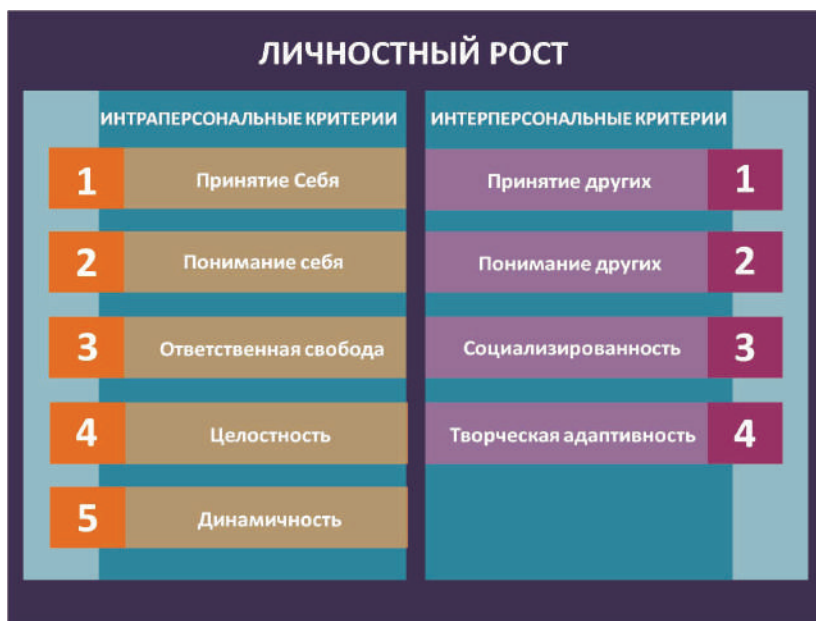 ЛИЧНОСТНЫЙ РОСТ
ИНТРАПЕРСОНАЛЬНЫЕ КРИТЕРИИ
1 Принятие Себя
2 Понимание себя
3 Ответственная свобода
4 Целостность
5 Динамичность
ИНТЕРПЕРСОНАЛЬНЫЕ КРИТЕРИИ
Принятие других 1
Понимание других 2
Социализированность 3
Творческая адаптивность 4